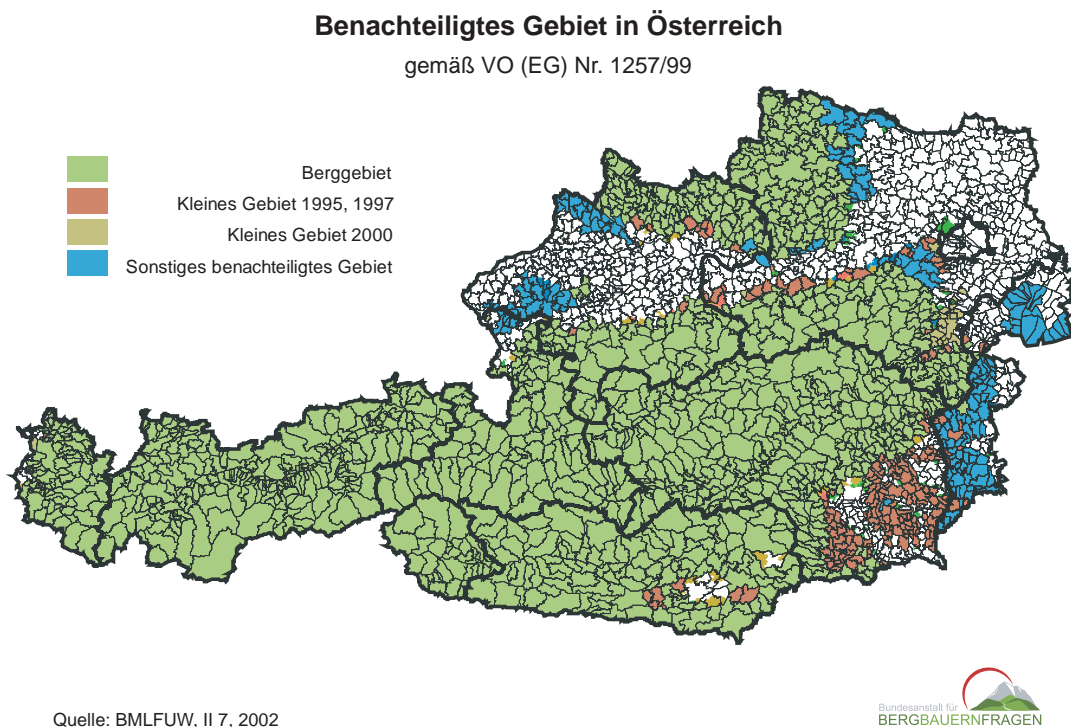 Benachteiligtes Gebiet in Österreich
gemäß VO (EG) Nr. 1257/99
Berggebiet
Kleines Gebiet 1995, 1997
Kleines Gebiet 2000
Sonstiges benachteiligtes Gebiet
Quelle: BMLFUW, II 7, 2002
Bundesanstalt für
BERGBAUERNFRAGEN